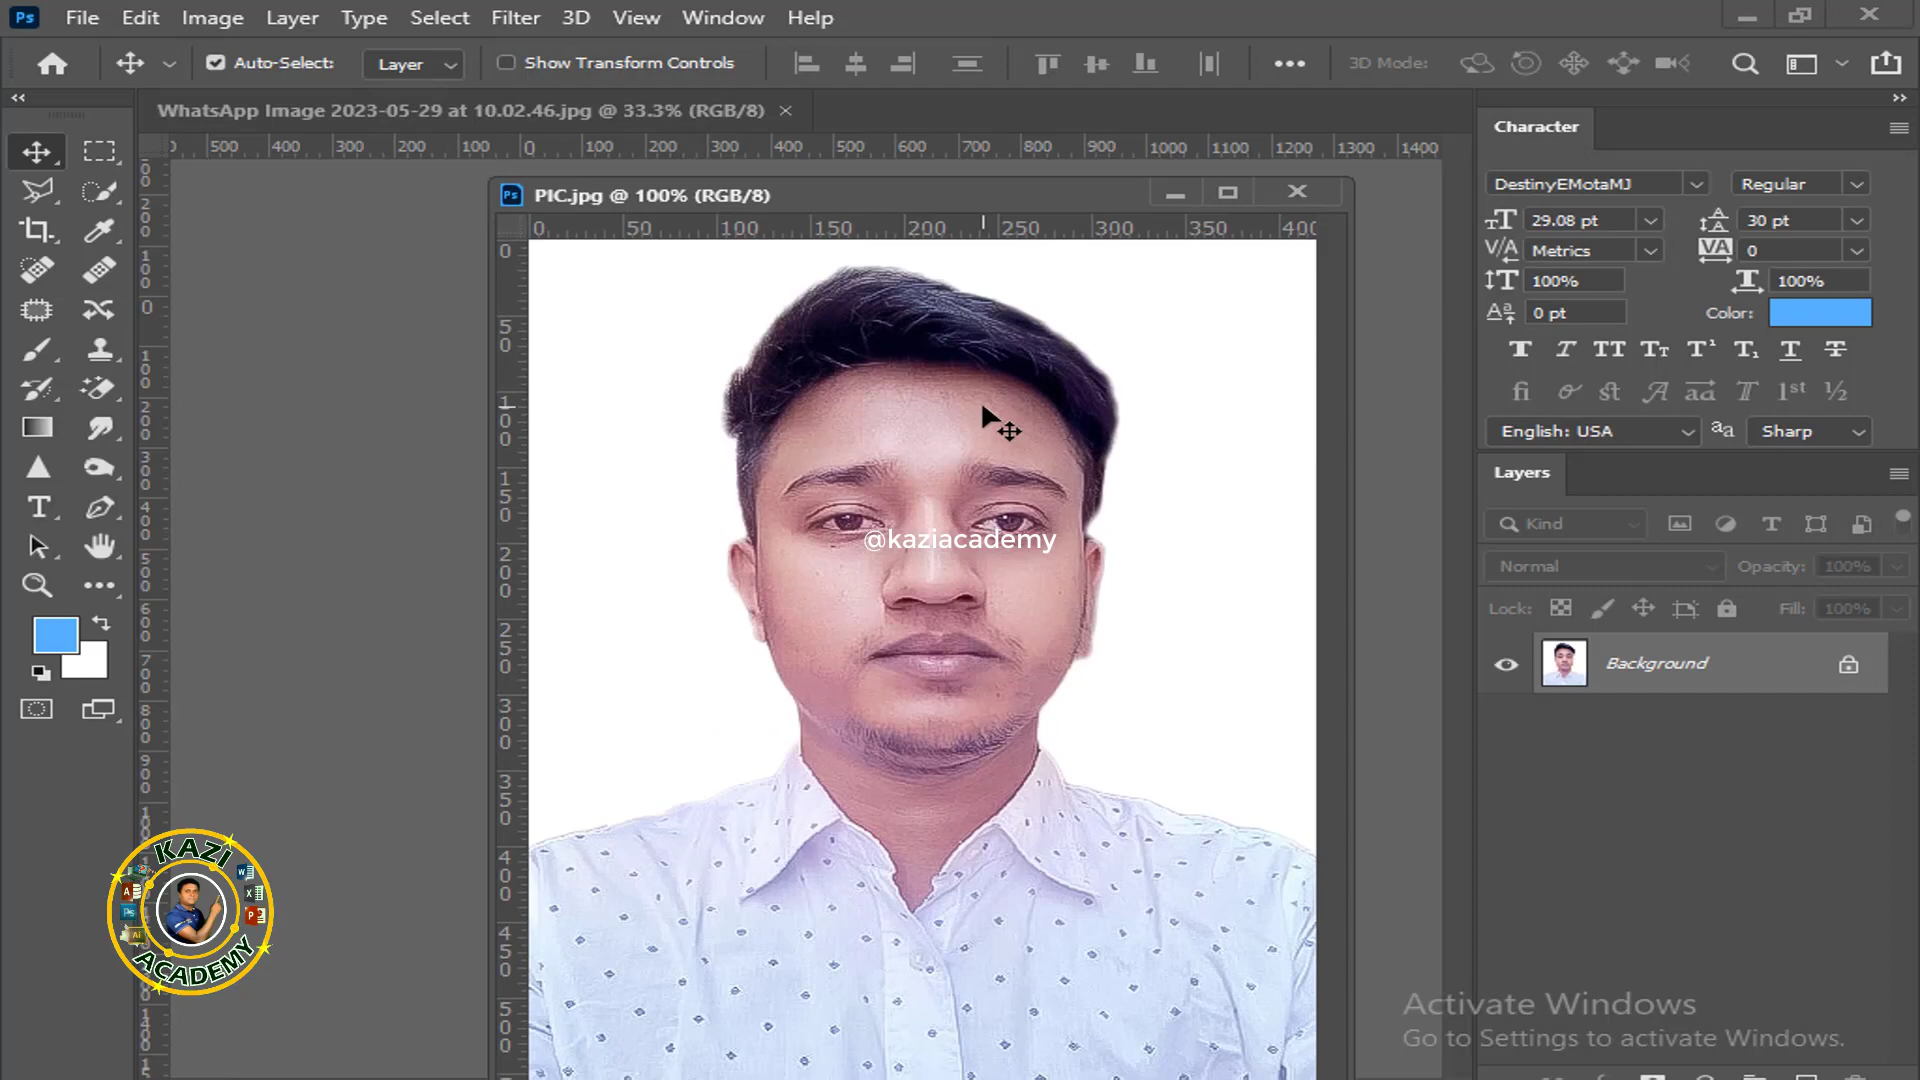 File Edit Image Layer Type Select Filter 3D View Window Help
Auto-Select: Layer Show Transform Controls 3D Mode:
WhatsApp Image 2023-05-29 at 10.02.46.jpg @ 33.3% (RGB/8)
500 400 300 200 100 0 100 200 300 400 500 600 700 800 900 1000 1100 1200 1300 1400
PIC.jpg @ 100% (RGB/8)
0 50 100 150 200 250 300 350
Character
DestinyEMotaMJ Regular
29.08 pt 30 pt
Metrics 0
100% 100%
0 pt Color:
English: USA Sharp
Layers
Kind
Normal Opacity: 100%
Lock: Fill: 100%
Background
@kaziacademy
KAZI
ACADEMY
Activate Windows
Go to Settings to activate Windows.